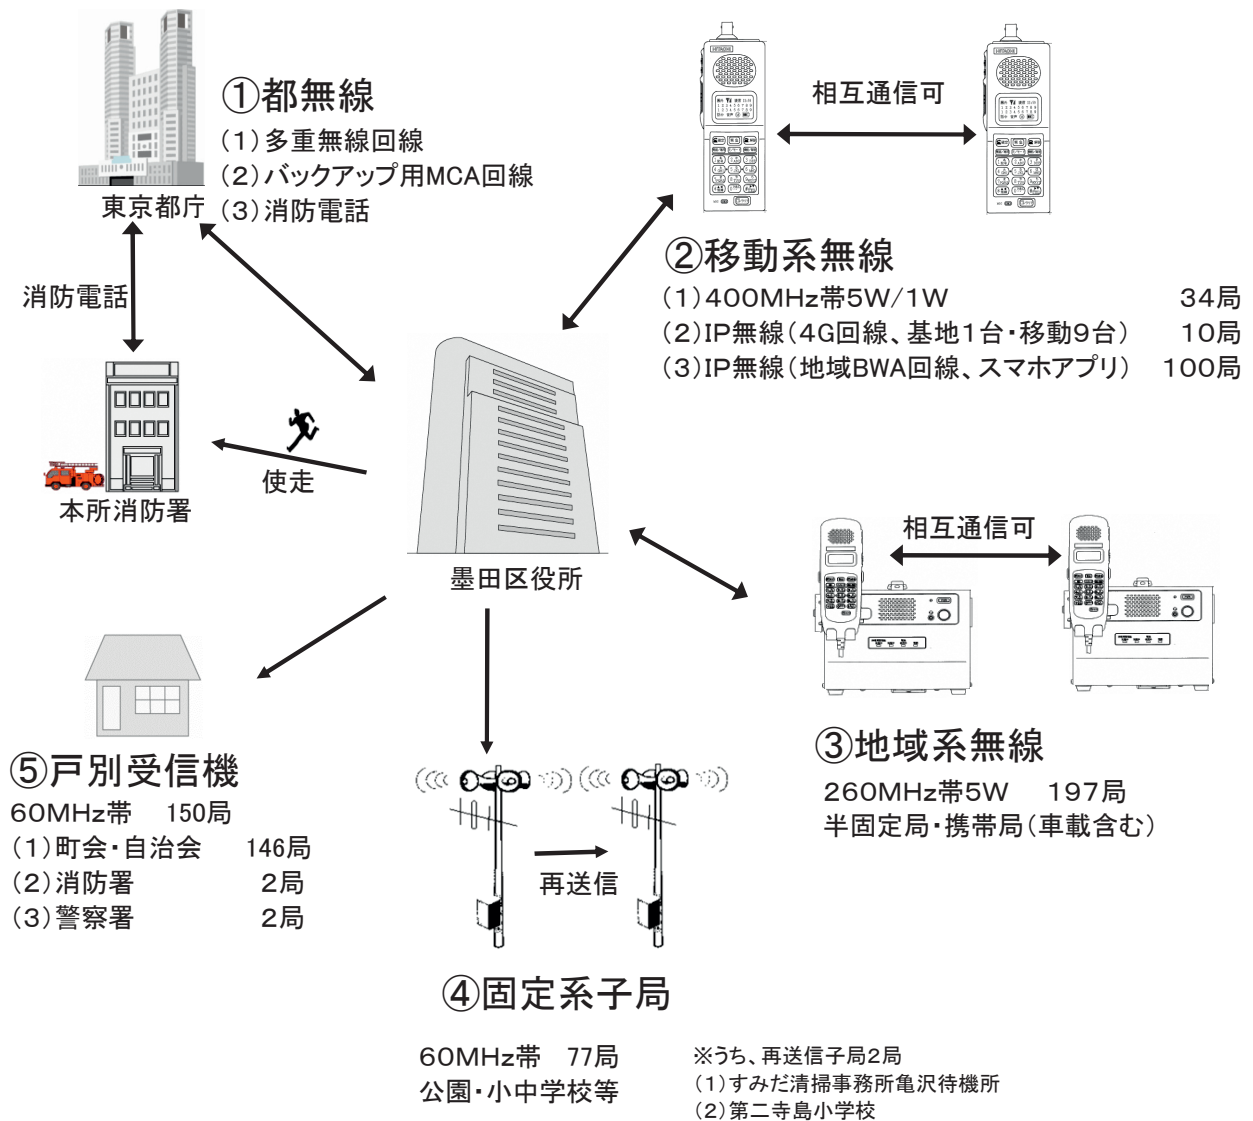 ①都無線
(1)多重無線回線
(2)バックアップ用MCA回線
(3)消防電話
東京都庁
消防電話
本所消防署
使走
墨田区役所
HITACHI
HITACHI
相互通信可
②移動系無線
(1)400MHz帯5W/1W 34局
(2)IP無線(4G回線、基地1台・移動9台) 10局
(3)IP無線(地域BWA回線、スマホアプリ) 100局
相互通信可
③地域系無線
260MHz帯5W 197局
半固定局・携帯局(車載含む)
⑤戸別受信機
60MHz帯 150局
(1)町会・自治会 146局
(2)消防署 2局
(3)警察署 2局
再送信
④固定系子局
60MHz帯 77局
公園・小中学校等
※うち、再送信子局2局
(1)すみだ清掃事務所亀沢待機所
(2)第二寺島小学校